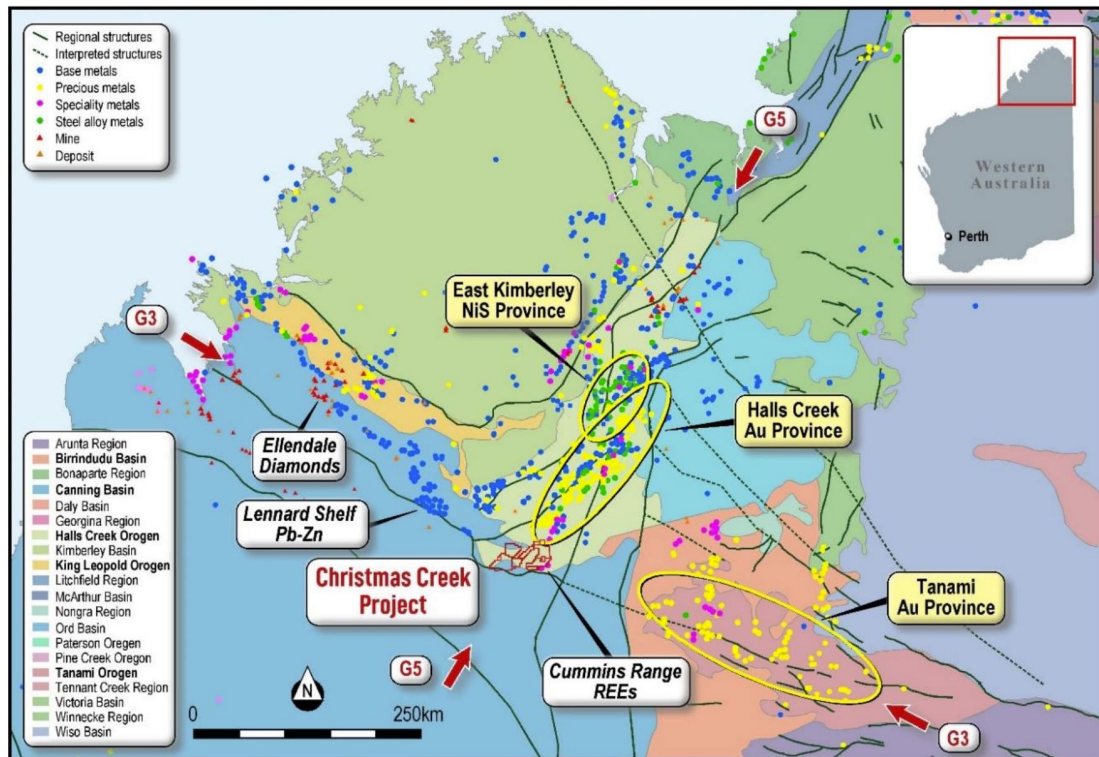 Regional structures
Interpreted structures
Base metals
Precious metals
Speciality metals
Steel alloy metals
Mine
Deposit
G5
Western
Australia
Perth
East Kimberley
NiS Province
G3
Halls Creek
Au Province
Ellendale
Diamonds
Lennard Shelf
Pb-Zn
Christmas Creek
Project
Tanami
Au Province
Cummins Range
REEs
G5
G3
N
0
250km
Arunta Region
Birrindudu Basin
Bonaparte Region
Canning Basin
Daly Basin
Georgina Region
Halls Creek Orogen
Kimberley Basin
King Leopold Orogen
Litchfield Region
McArthur Basin
Nongra Region
Ord Basin
Paterson Oregen
Pine Creek Oregon
Tanami Orogen
Tennant Creek Region
Victoria Basin
Winnecke Region
Wiso Basin